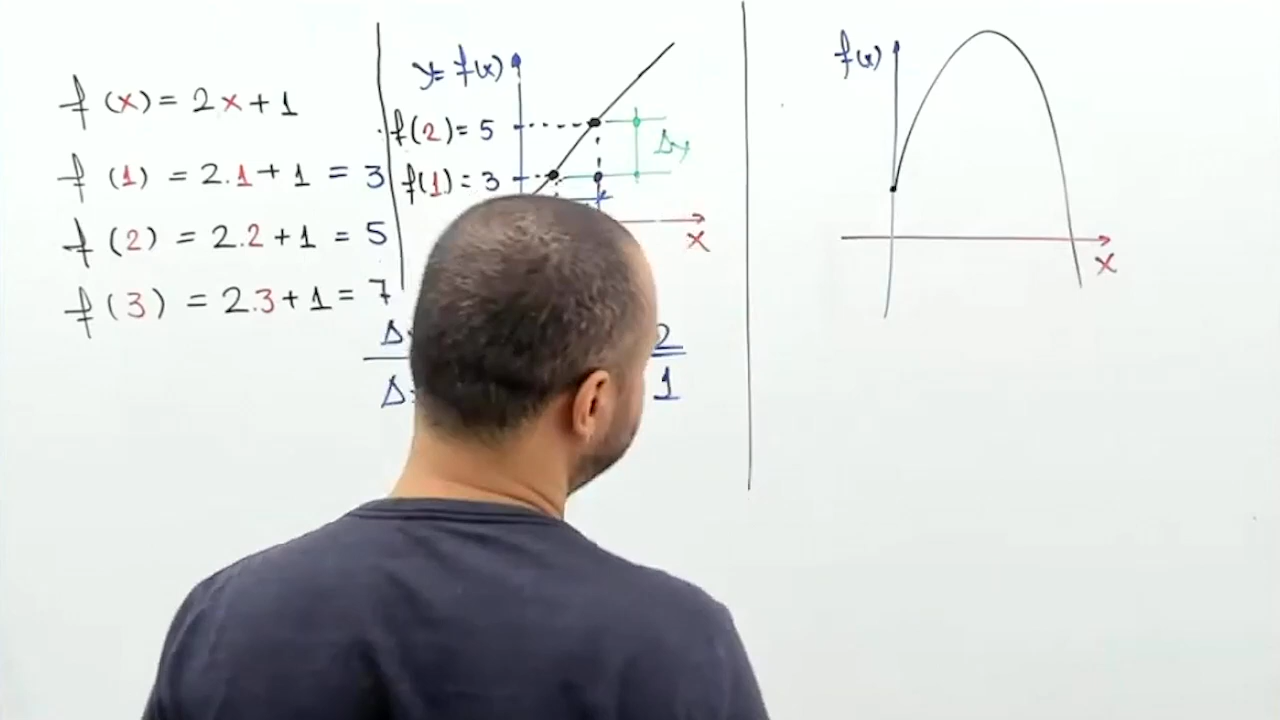 f(x) = 2x + 1
f(1) = 2.1 + 1 = 3
f(2) = 2.2 + 1 = 5
f(3) = 2.3 + 1 = 7
y = f(x)
f(2) = 5
f(1) = 3
Δy
x
Δ
Δ
2
1
f(x)
x